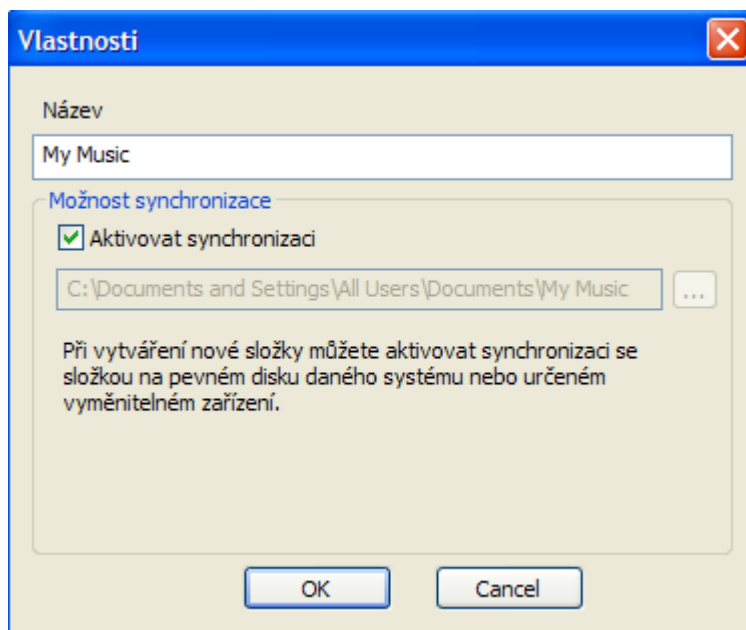 Vlastnosti
Název
My Music
Možnost synchronizace
Aktivovat synchronizaci
C:\Documents and Settings\All Users\Documents\My Music
...
Při vytváření nové složky můžete aktivovat synchronizaci se
složkou na pevném disku daného systému nebo určeném
vyměnitelném zařízení.
OK
Cancel